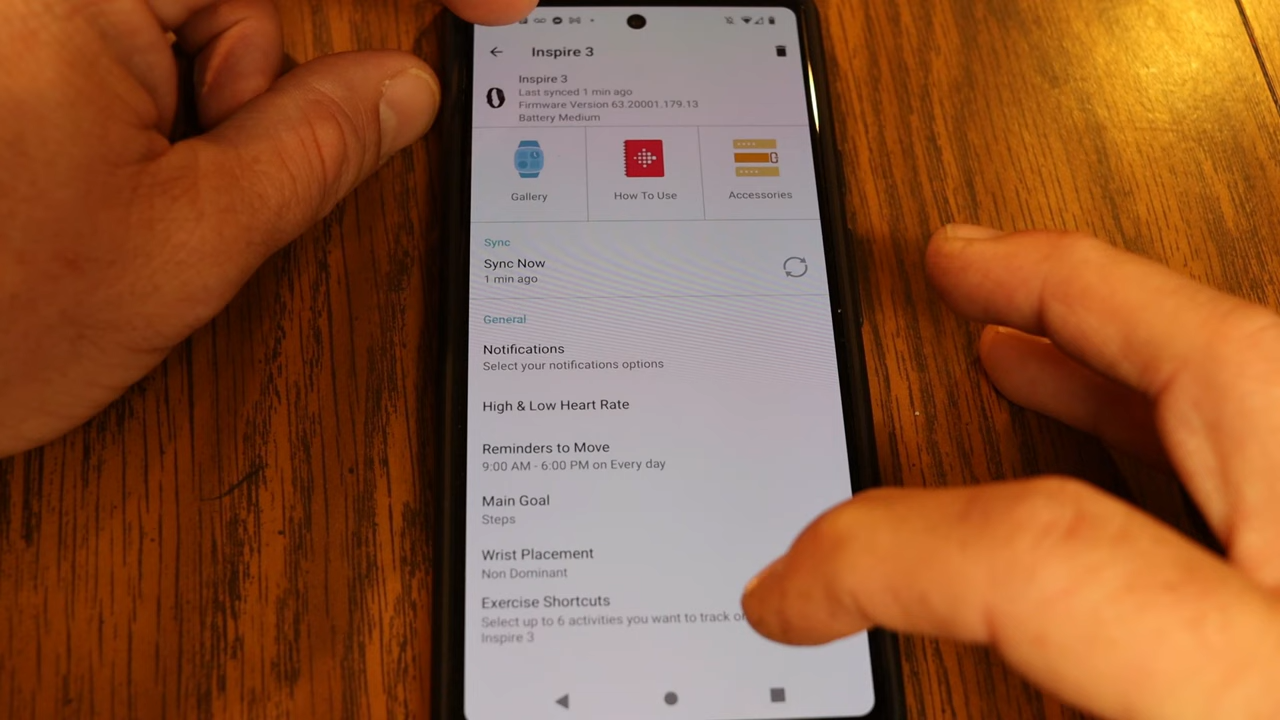 Inspire 3
Inspire 3
Last synced 1 min ago
Firmware Version 63.20001.179.13
Battery Medium
Gallery
How To Use
Accessories
Sync
Sync Now
1 min ago
General
Notifications
Select your notifications options
High & Low Heart Rate
Reminders to Move
9:00 AM - 6:00 PM on Every day
Main Goal
Steps
Wrist Placement
Non Dominant
Exercise Shortcuts
Select up to 6 activities you want to track
Inspire 3